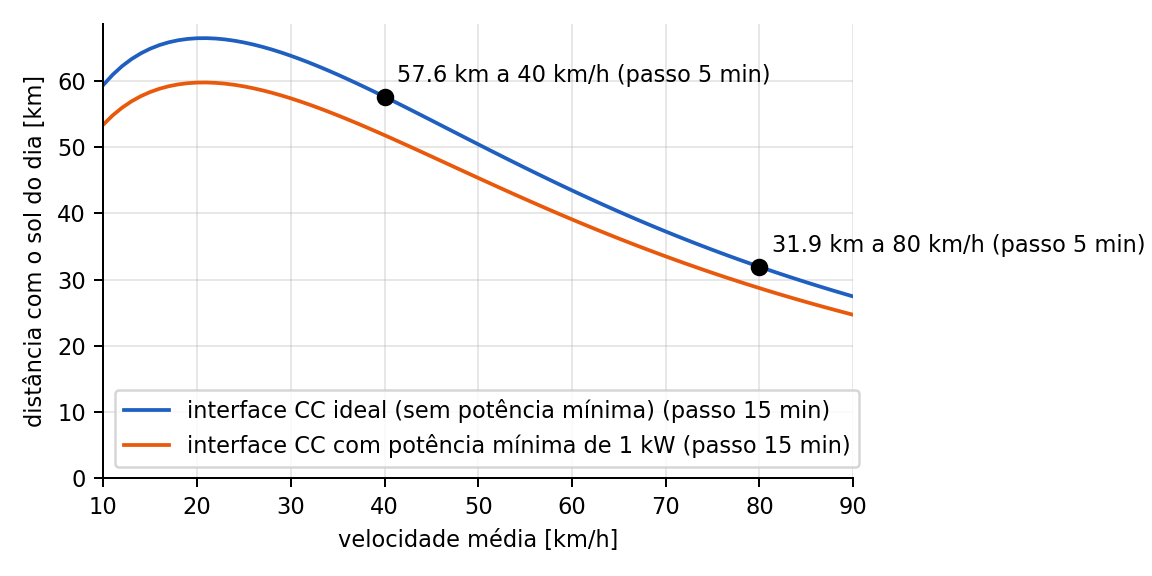 distância com o sol do dia [km]
60
50
40
30
20
10
0
57.6 km a 40 km/h (passo 5 min)
31.9 km a 80 km/h (passo 5 min)
interface CC ideal (sem potência mínima) (passo 15 min)
interface CC com potência mínima de 1 kW (passo 15 min)
10 20 30 40 50 60 70 80 90
velocidade média [km/h]